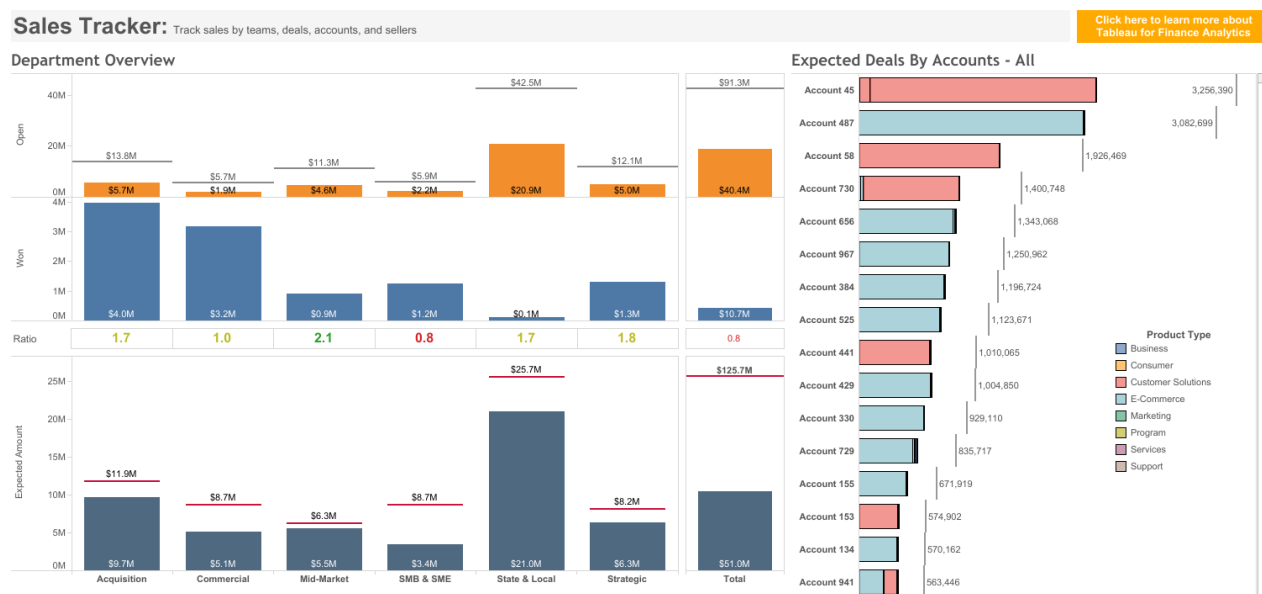 Sales Tracker: Track sales by teams, deals, accounts, and sellers
Click here to learn more about
Tableau for Finance Analytics
Department Overview
Open
40M
20M
0M
$13.8M
$5.7M
$11.3M
$5.9M
$42.5M
$12.1M
$91.3M
$5.7M
$1.9M
$4.6M
$2.2M
$20.9M
$5.0M
$40.4M
Won
4M
3M
2M
1M
0M
$4.0M
$3.2M
$0.9M
$1.2M
$0.1M
$1.3M
$10.7M
Ratio
1.7
1.0
2.1
0.8
1.7
1.8
0.8
Expected Amount
25M
20M
15M
10M
5M
0M
$11.9M
$8.7M
$6.3M
$8.7M
$25.7M
$8.2M
$125.7M
$9.7M
$5.1M
$5.5M
$3.4M
$21.0M
$6.3M
$51.0M
Acquisition
Commercial
Mid-Market
SMB & SME
State & Local
Strategic
Total
Expected Deals By Accounts - All
Account 45 3,256,390
Account 487 3,082,699
Account 58 1,926,469
Account 730 1,400,748
Account 656 1,343,068
Account 967 1,250,962
Account 384 1,196,724
Account 525 1,123,671
Account 441 1,010,065
Account 429 1,004,850
Account 330 929,110
Account 729 835,717
Account 155 671,919
Account 153 574,902
Account 134 570,162
Account 941 563,446
Product Type
Business
Consumer
Customer Solutions
E-Commerce
Marketing
Program
Services
Support